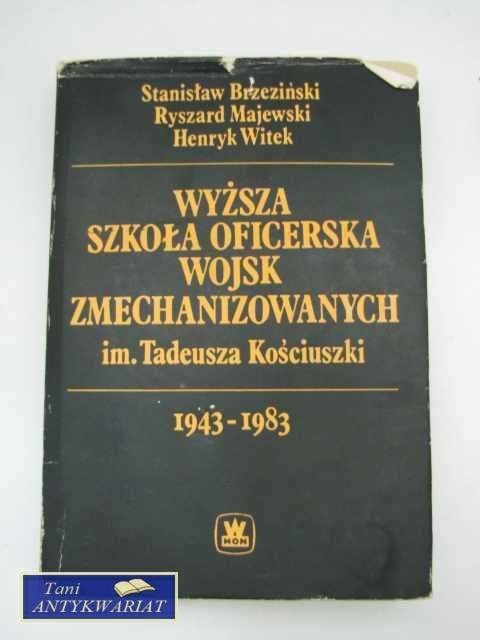 Stanisław Brzeziński
Ryszard Majewski
Henryk Witek
WYŻSZA
SZKOŁA OFICERSKA
WOJSK
ZMECHANIZOWANYCH
im. Tadeusza Kościuszki
1943-1983
W
MON
Tani
ANTYKWARIAT